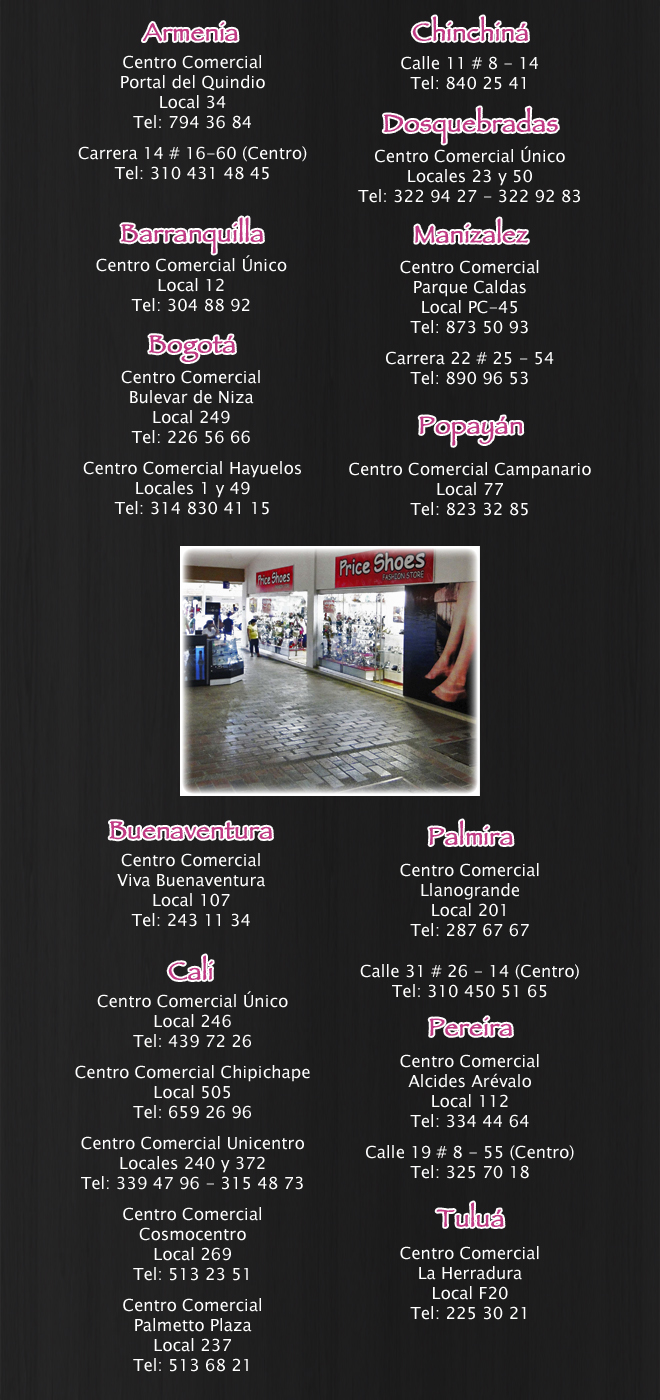 Armenia
Centro Comercial
Portal del Quindio
Local 34
Tel: 794 36 84
Carrera 14 # 16-60 (Centro)
Tel: 310 431 48 45
Barranquilla
Centro Comercial Único
Local 12
Tel: 304 88 92
Bogotá
Centro Comercial
Bulevar de Niza
Local 249
Tel: 226 56 66
Centro Comercial Hayuelos
Locales 1 y 49
Tel: 314 830 41 15
Chinchiná
Calle 11 # 8 - 14
Tel: 840 25 41
Dosquebradas
Centro Comercial Único
Locales 23 y 50
Tel: 322 94 27 - 322 92 83
Manizalez
Centro Comercial
Parque Caldas
Local PC-45
Tel: 873 50 93
Carrera 22 # 25 - 54
Tel: 890 96 53
Popayán
Centro Comercial Campanario
Local 77
Tel: 823 32 85
Price Shoes
Price Shoes
FASHION STORE
Buenaventura
Centro Comercial
Viva Buenaventura
Local 107
Tel: 243 11 34
Cali
Centro Comercial Único
Local 246
Tel: 439 72 26
Centro Comercial Chipichape
Local 505
Tel: 659 26 96
Centro Comercial Unicentro
Locales 240 y 372
Tel: 339 47 96 - 315 48 73
Centro Comercial
Cosmocentro
Local 269
Tel: 513 23 51
Centro Comercial
Palmetto Plaza
Local 237
Tel: 513 68 21
Palmira
Centro Comercial
Llanogrande
Local 201
Tel: 287 67 67
Calle 31 # 26 - 14 (Centro)
Tel: 310 450 51 65
Pereira
Centro Comercial
Alcides Arévalo
Local 112
Tel: 334 44 64
Calle 19 # 8 - 55 (Centro)
Tel: 325 70 18
Tuluá
Centro Comercial
La Herradura
Local F20
Tel: 225 30 21